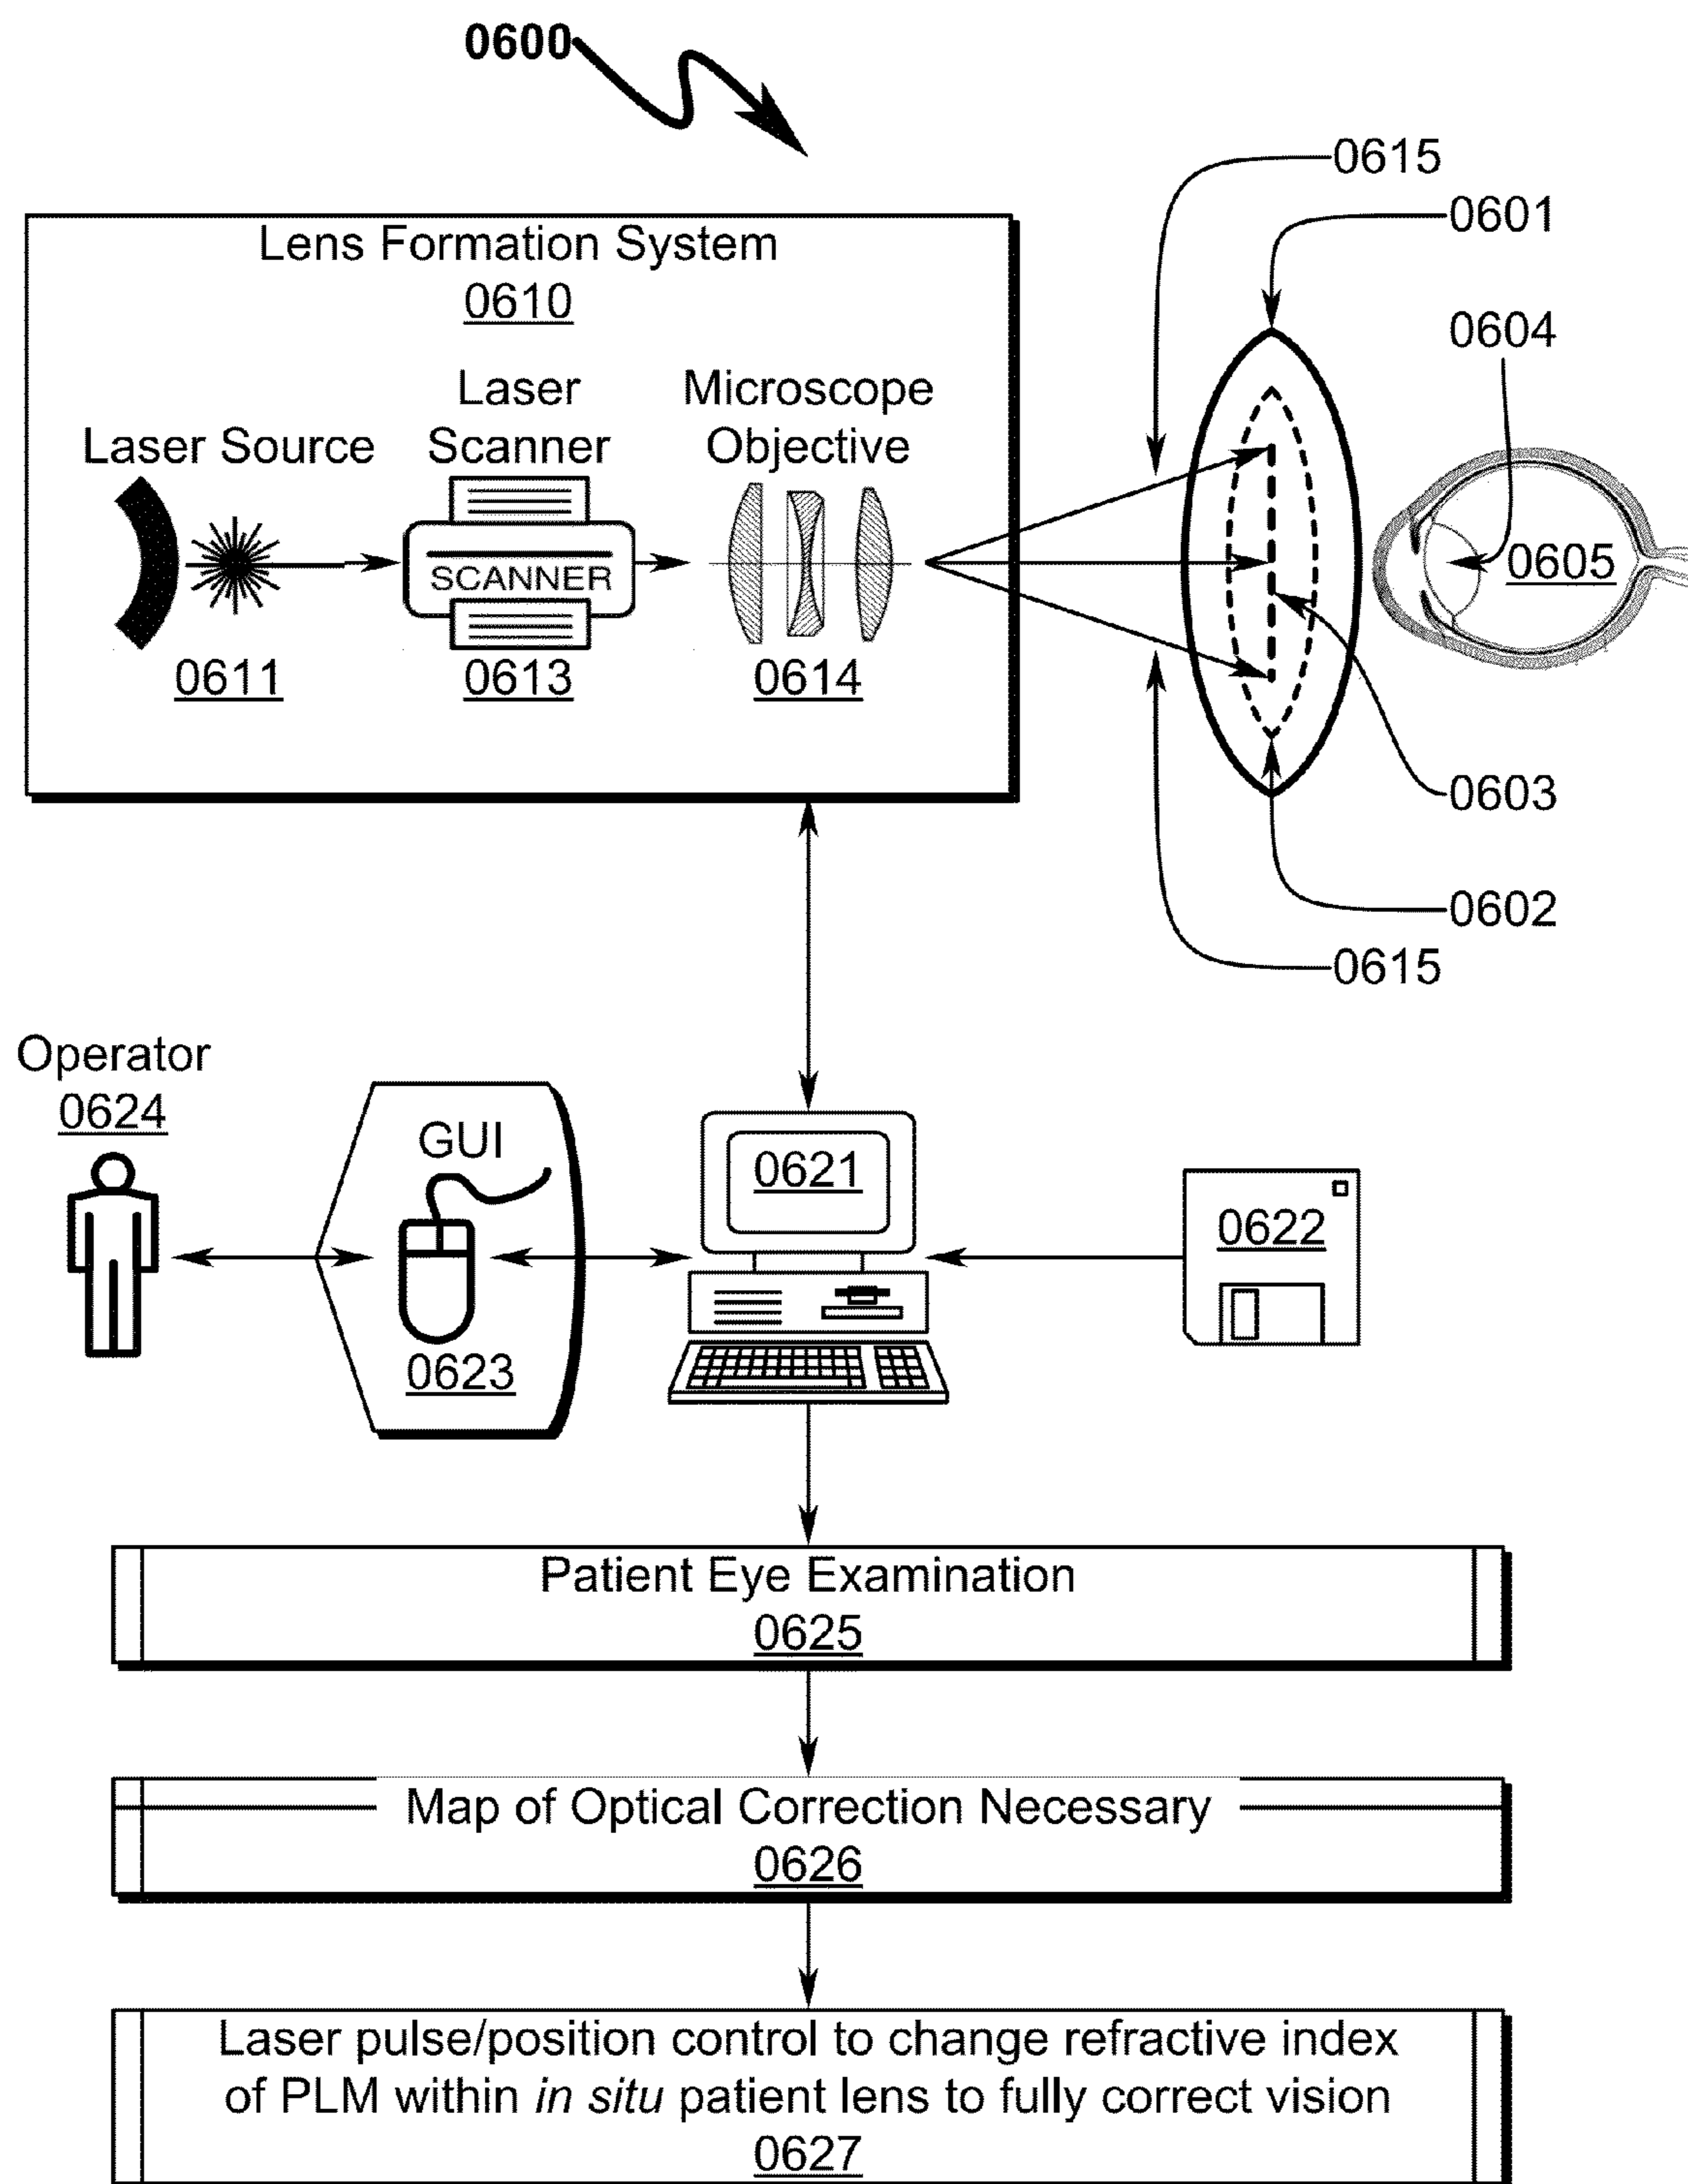 0600
0615
0601
0604
Lens Formation System
0610
Laser Source
Laser
Scanner
Microscope
Objective
SCANNER
0605
0611
0613
0614
0603
0602
0615
Operator
0624
GUI
0623
0621
0622
Patient Eye Examination
0625
Map of Optical Correction Necessary
0626
Laser pulse/position control to change refractive index
of PLM within in situ patient lens to fully correct vision
0627